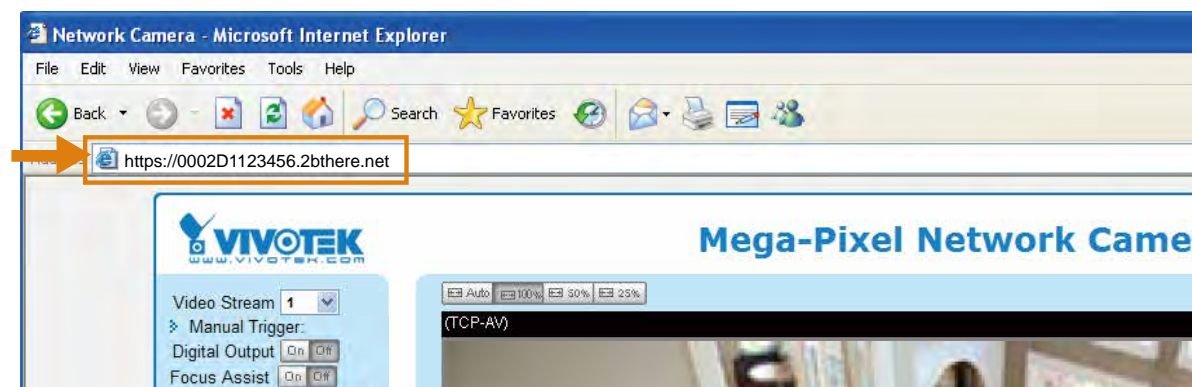 Network Camera - Microsoft Internet Explorer
File Edit View Favorites Tools Help
Back Search Favorites
https://0002D1123456.2bthere.net
VIVOTEK
www.vivotek.com
Mega-Pixel Network Came
Auto 100% 50% 25%
Video Stream 1
(TCP-AV)
Manual Trigger:
Digital Output On Off
Focus Assist On Off